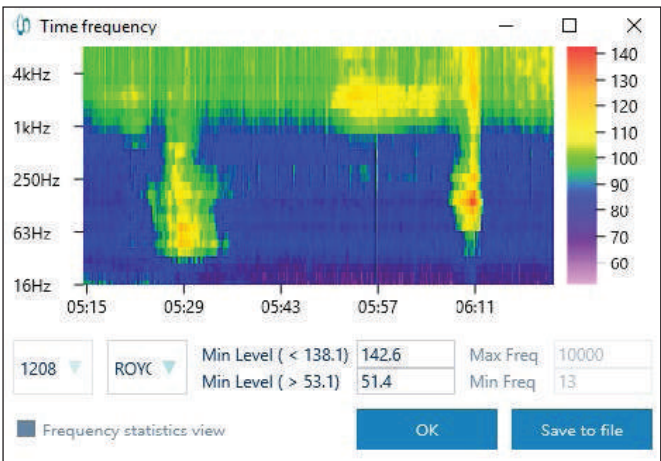 Time frequency
4kHz
1kHz
250Hz
63Hz
16Hz
140
130
120
110
100
90
80
70
60
05:15 05:29 05:43 05:57 06:11
1208 ROYC Min Level ( < 138.1) 142.6 Max Freq 10000
Min Level ( > 53.1) 51.4 Min Freq 13
Frequency statistics view OK Save to file